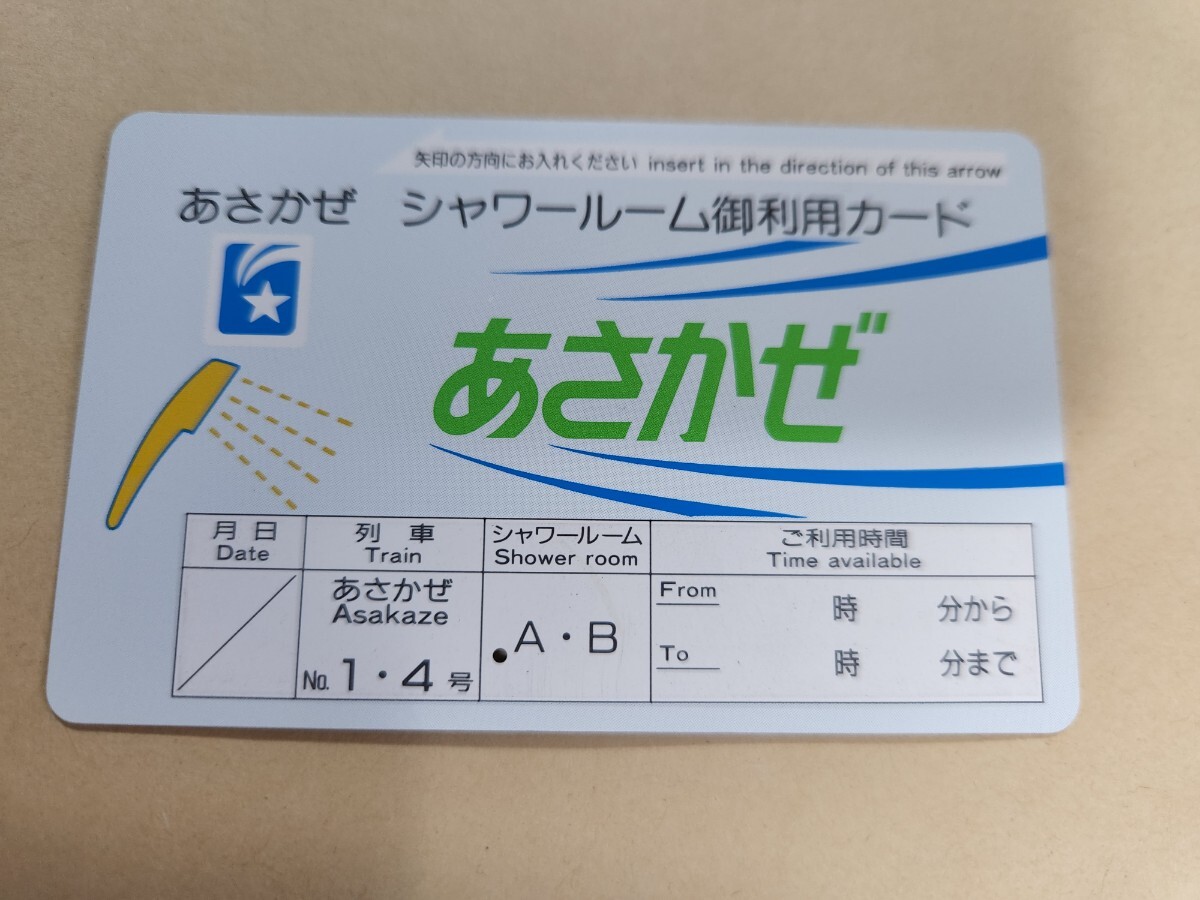 矢印の方向にお入れください insert in the direction of this arrow
あさかぜ シャワールーム御利用カード
あさかぜ
月日 列車 シャワールーム ご利用時間
Date Train Shower room Time available
あさかぜ From 時 分から
Asakaze A・B
No. 1・4号 To 時 分まで